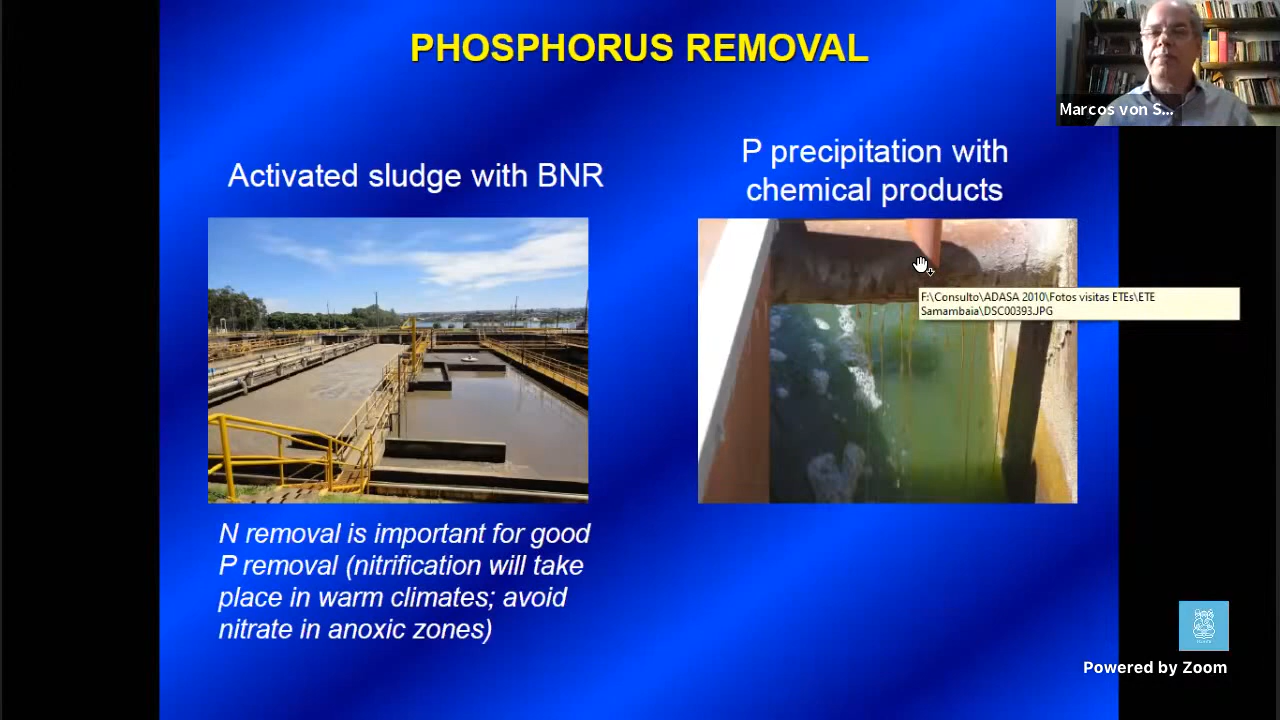 PHOSPHORUS REMOVAL
Marcos von S...
Activated sludge with BNR
P precipitation with
chemical products
F:\Consulto\ADASA 2010\Fotos visitas ETEs\ETE
Samambaia\DSC00393.JPG
N removal is important for good
P removal (nitrification will take
place in warm climates; avoid
nitrate in anoxic zones)
Powered by Zoom